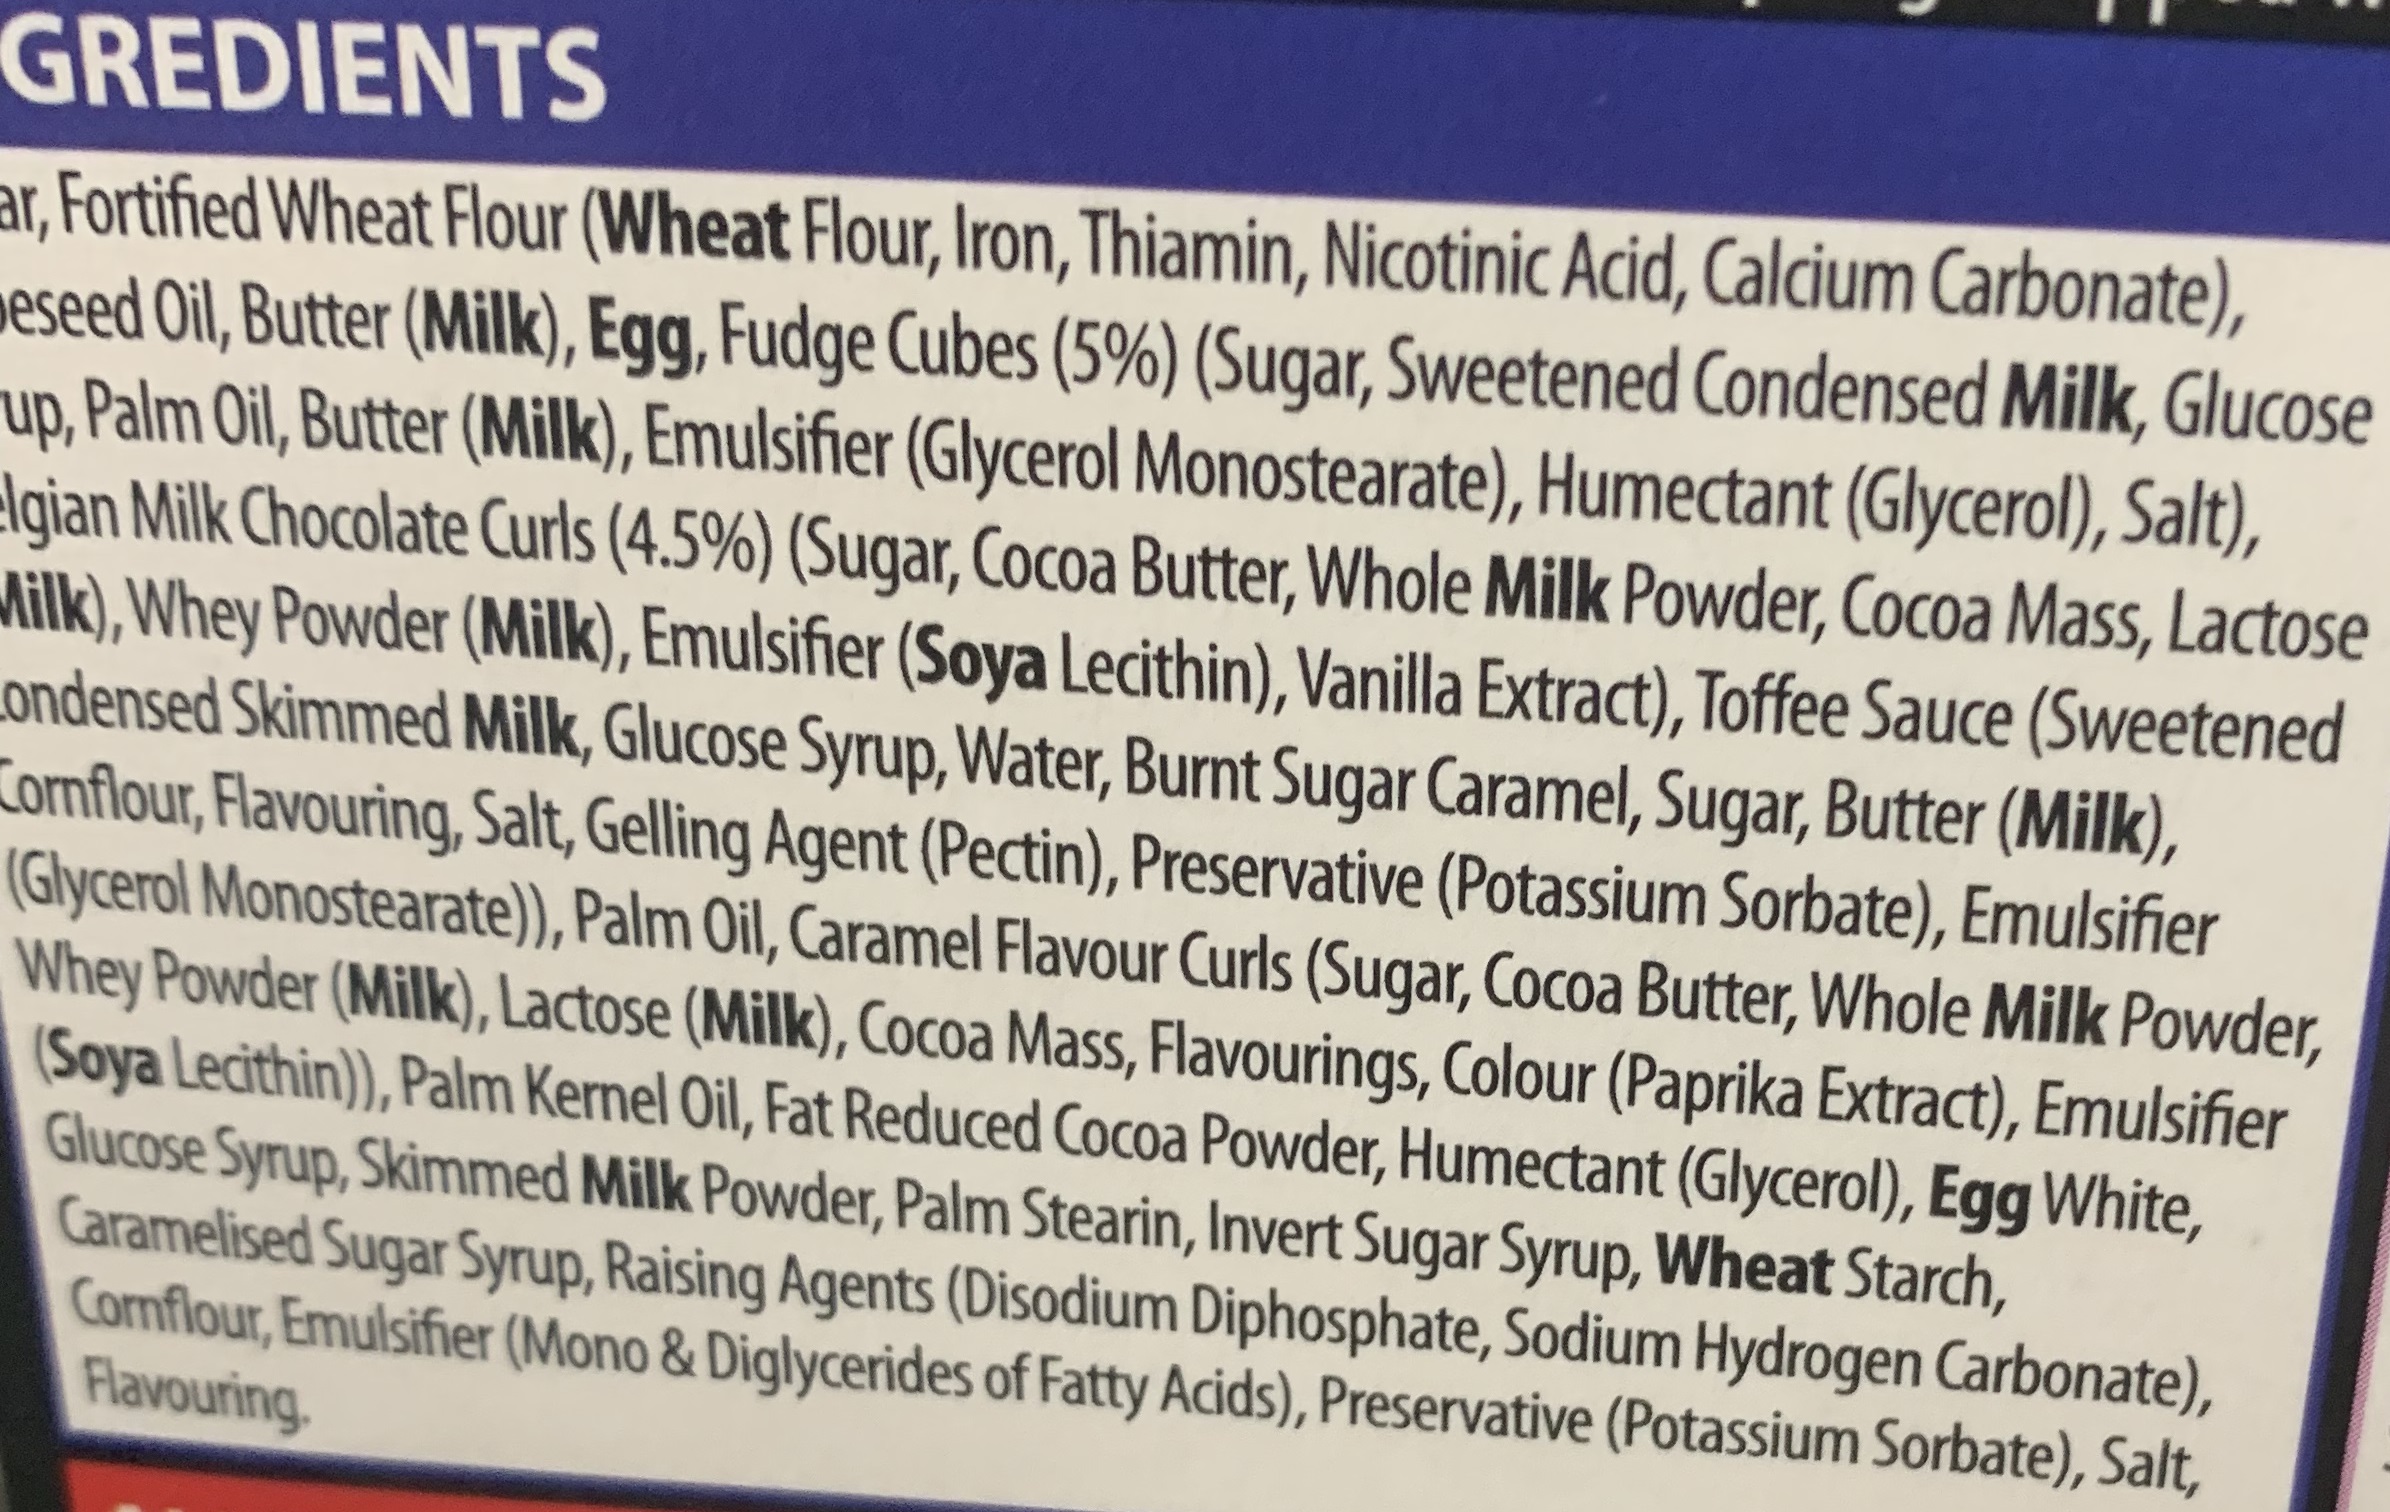 GREDIENTS
ar, Fortified Wheat Flour (Wheat Flour, Iron, Thiamin, Nicotinic Acid, Calcium Carbonate),
eseed Oil, Butter (Milk), Egg, Fudge Cubes (5%) (Sugar, Sweetened Condensed Milk, Glucose
up, Palm Oil, Butter (Milk), Emulsifier (Glycerol Monostearate), Humectant (Glycerol), Salt),
elgian Milk Chocolate Curls (4.5%) (Sugar, Cocoa Butter, Whole Milk Powder, Cocoa Mass, Lactose
Milk), Whey Powder (Milk), Emulsifier (Soya Lecithin), Vanilla Extract), Toffee Sauce (Sweetened
Condensed Skimmed Milk, Glucose Syrup, Water, Burnt Sugar Caramel, Sugar, Butter (Milk),
Cornflour, Flavouring, Salt, Gelling Agent (Pectin), Preservative (Potassium Sorbate), Emulsifier
(Glycerol Monostearate)), Palm Oil, Caramel Flavour Curls (Sugar, Cocoa Butter, Whole Milk Powder,
Whey Powder (Milk), Lactose (Milk), Cocoa Mass, Flavourings, Colour (Paprika Extract), Emulsifier
(Soya Lecithin)), Palm Kernel Oil, Fat Reduced Cocoa Powder, Humectant (Glycerol), Egg White,
Glucose Syrup, Skimmed Milk Powder, Palm Stearin, Invert Sugar Syrup, Wheat Starch,
Caramelised Sugar Syrup, Raising Agents (Disodium Diphosphate, Sodium Hydrogen Carbonate),
Cornflour, Emulsifier (Mono & Diglycerides of Fatty Acids), Preservative (Potassium Sorbate), Salt,
Flavouring.